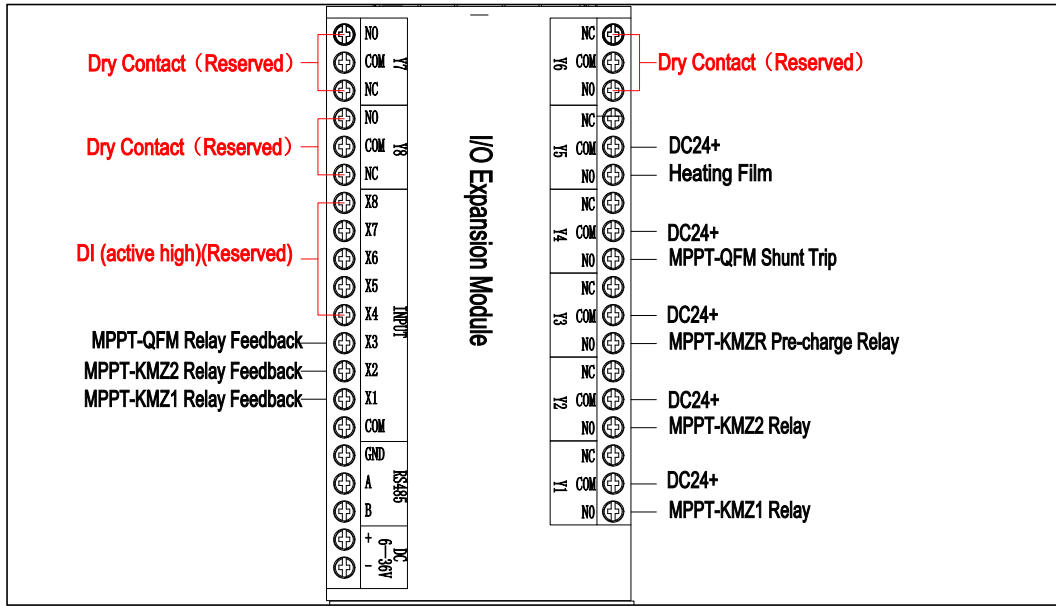 NO
Dry Contact（Reserved）
COM
Y7
NC
NO
Dry Contact（Reserved）
COM
Y8
NC
X8
X7
DI (active high)(Reserved)
X6
X5
X4
INPUT
MPPT-QFM Relay Feedback
X3
MPPT-KMZ2 Relay Feedback
X2
MPPT-KMZ1 Relay Feedback
X1
COM
GND
A
RS485
B
+
DC
6—36V
-
I/O Expansion Module
NC
Y6
COM
Dry Contact（Reserved）
NO
NC
Y5
COM
DC24+
NO
Heating Film
NC
Y4
COM
DC24+
NO
MPPT-QFM Shunt Trip
NC
Y3
COM
DC24+
NO
MPPT-KMZR Pre-charge Relay
NC
Y2
COM
DC24+
NO
MPPT-KMZ2 Relay
NC
Y1
COM
DC24+
NO
MPPT-KMZ1 Relay